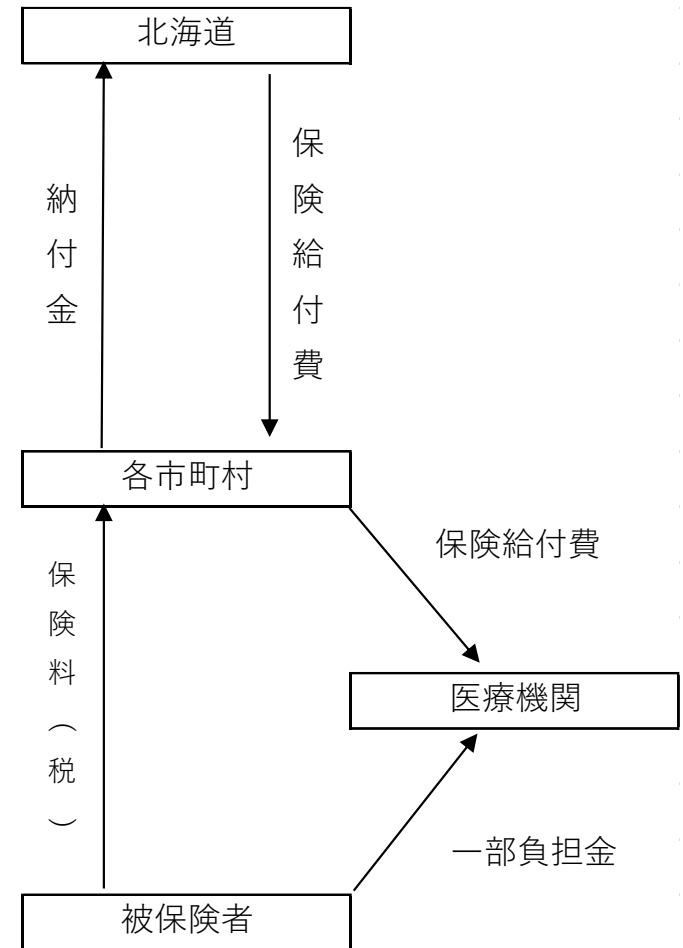 北海道
納付金
保険給付費
各市町村
保険給付費
保険料（税）
医療機関
一部負担金
被保険者